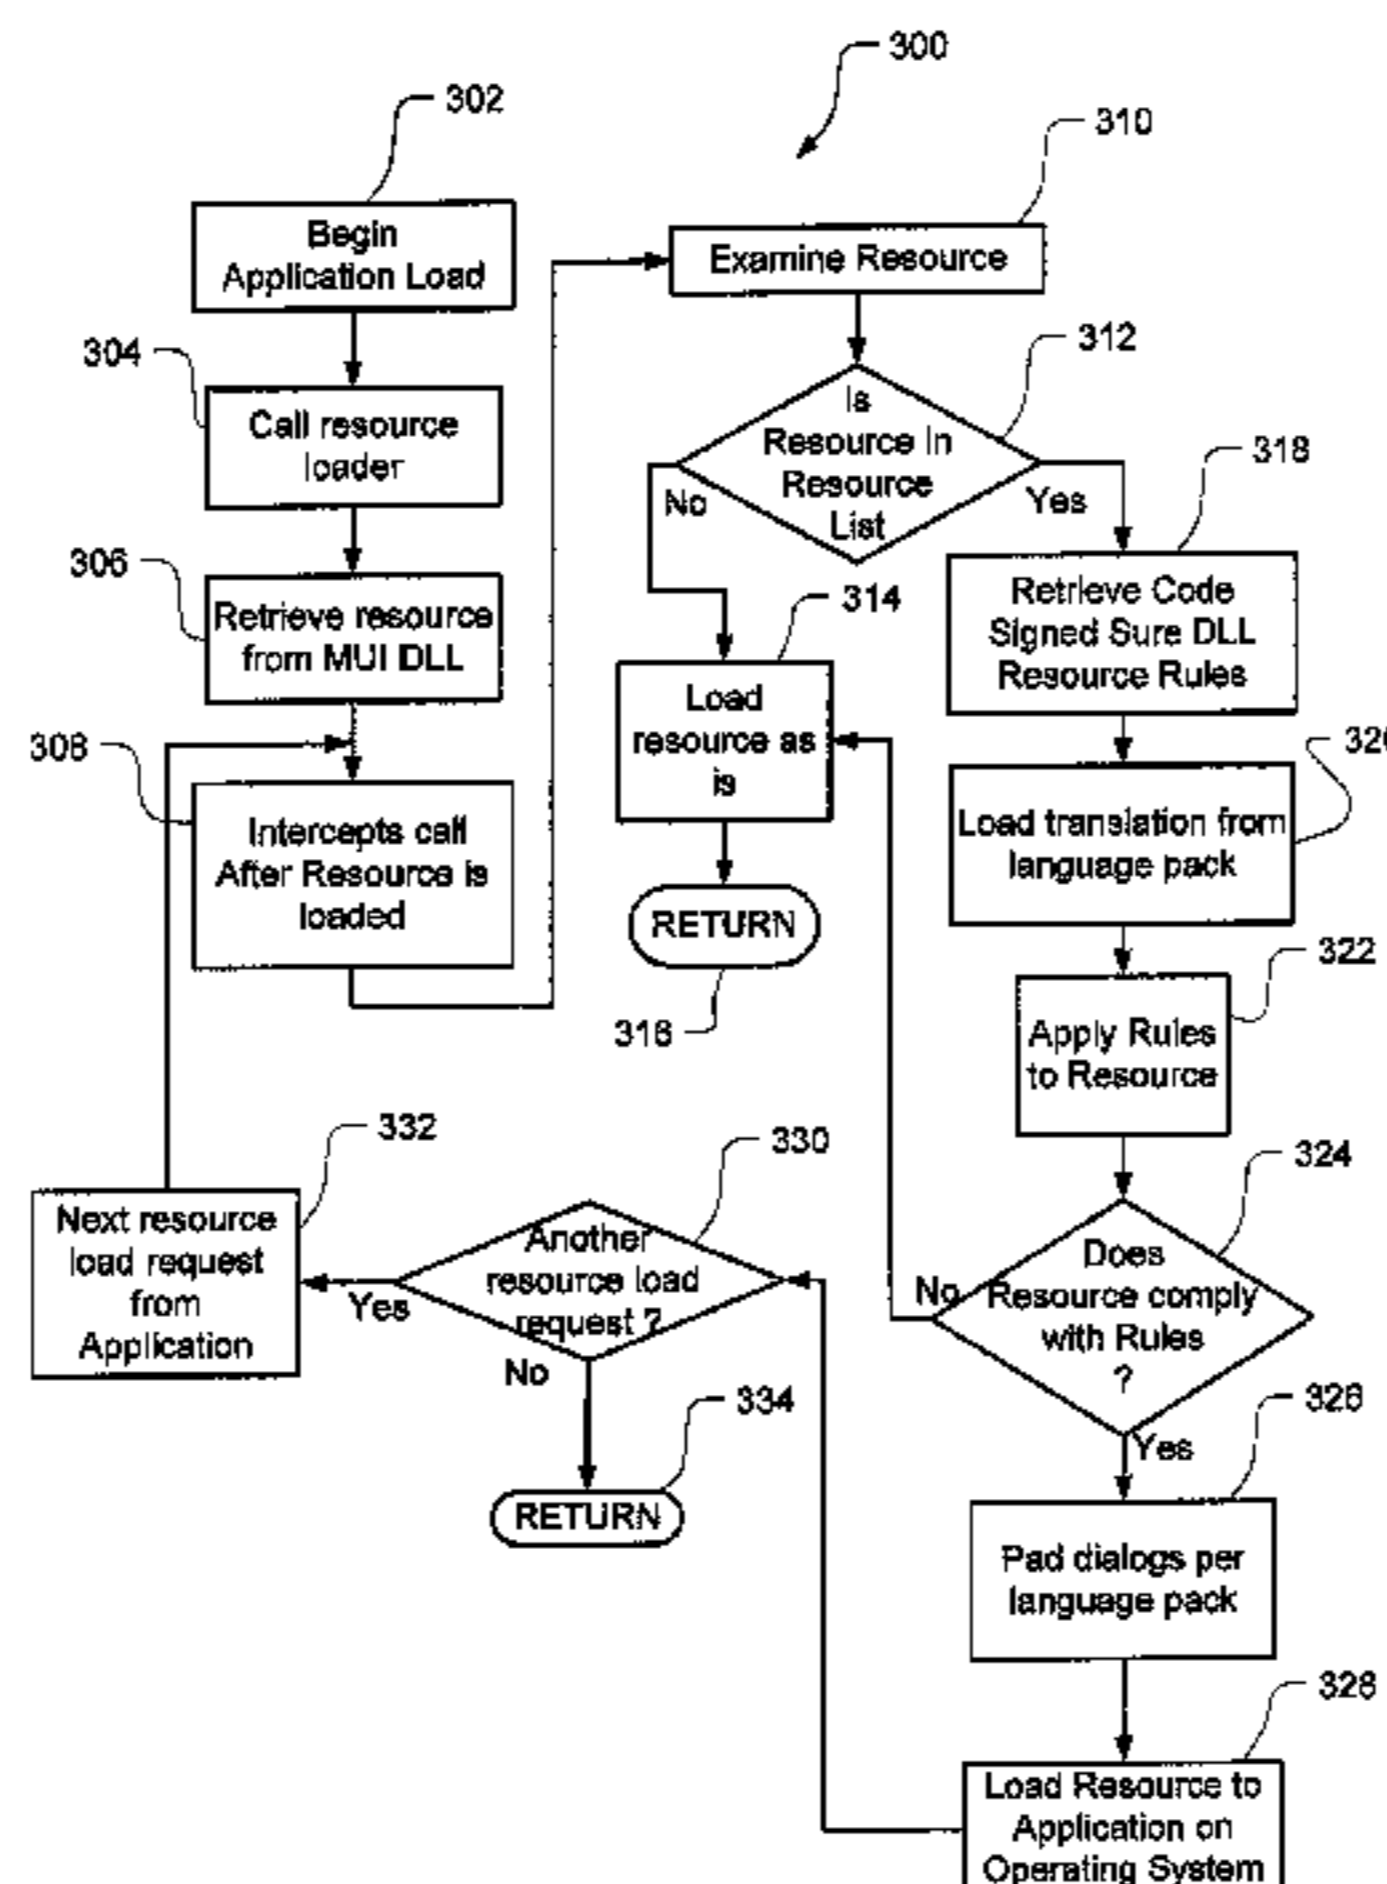 300
302
Begin
Application Load
304
Call resource
loader
306
Retrieve resource
from MUI DLL
308
Intercepts call
After Resource is
loaded
310
Examine Resource
312
Is
Resource In
Resource
List
No
Yes
314
Load
resource as
is
RETURN
316
318
Retrieve Code
Signed Sure DLL
Resource Rules
Load translation from
language pack
322
Apply Rules
to Resource
324
Does
Resource comply
with Rules
?
No
Yes
326
Pad dialogs per
language pack
328
Load Resource to
Application on
Operating System
330
Another
resource load
request ?
Yes
No
332
Next resource
load request
from
Application
334
RETURN